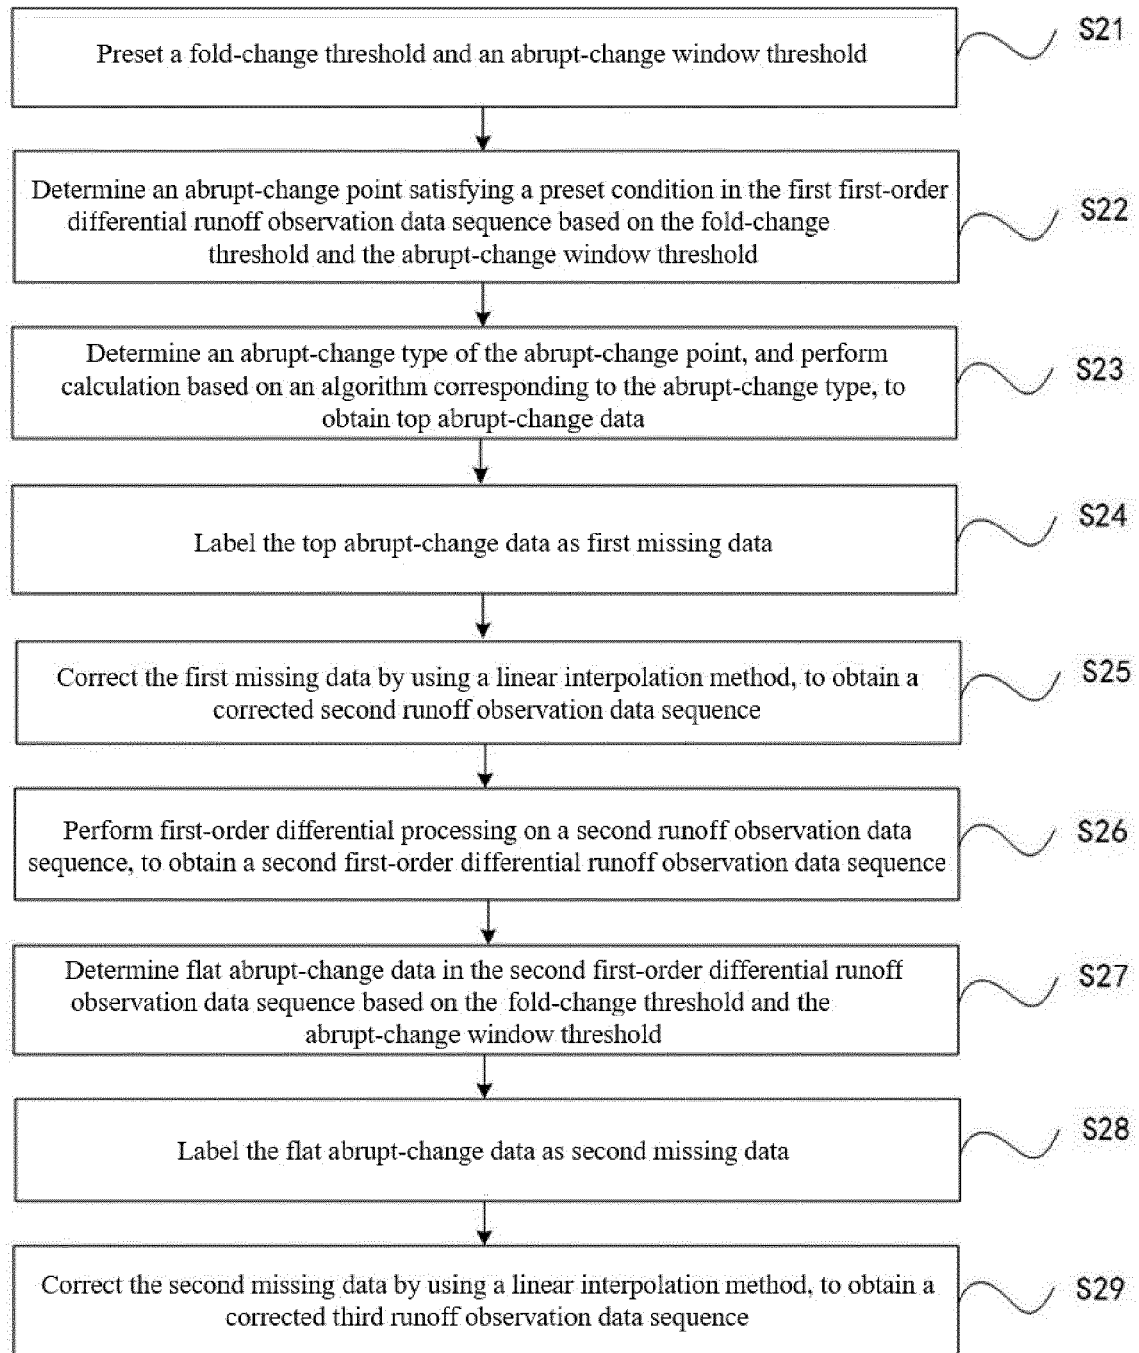 Preset a fold-change threshold and an abrupt-change window threshold
S21
Determine an abrupt-change point satisfying a preset condition in the first first-order
differential runoff observation data sequence based on the fold-change
threshold and the abrupt-change window threshold
S22
Determine an abrupt-change type of the abrupt-change point, and perform
calculation based on an algorithm corresponding to the abrupt-change type, to
obtain top abrupt-change data
S23
Label the top abrupt-change data as first missing data
S24
Correct the first missing data by using a linear interpolation method, to obtain a
corrected second runoff observation data sequence
S25
Perform first-order differential processing on a second runoff observation data
sequence, to obtain a second first-order differential runoff observation data sequence
S26
Determine flat abrupt-change data in the second first-order differential runoff
observation data sequence based on the fold-change threshold and the
abrupt-change window threshold
S27
Label the flat abrupt-change data as second missing data
S28
Correct the second missing data by using a linear interpolation method, to obtain a
corrected third runoff observation data sequence
S29